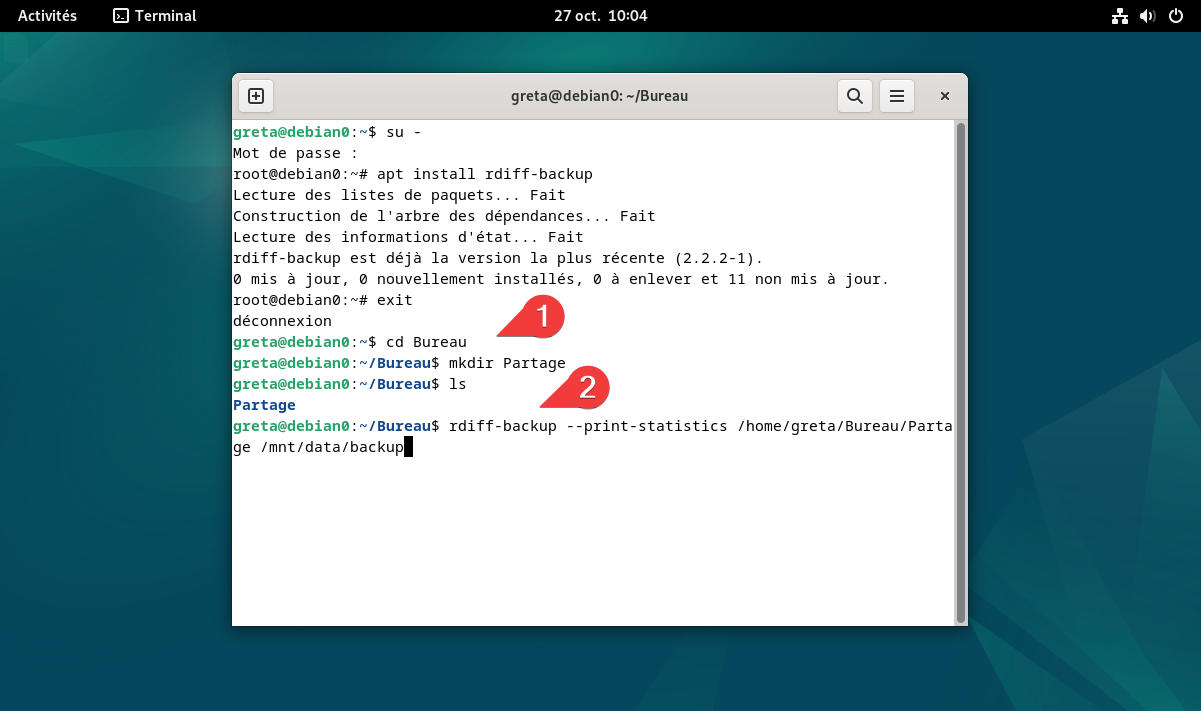 Activités Terminal 27 oct. 10:04
greta@debian0: ~/Bureau
greta@debian0:~$ su -
Mot de passe :
root@debian0:~# apt install rdiff-backup
Lecture des listes de paquets... Fait
Construction de l'arbre des dépendances... Fait
Lecture des informations d'état... Fait
rdiff-backup est déjà la version la plus récente (2.2.2-1).
0 mis à jour, 0 nouvellement installés, 0 à enlever et 11 non mis à jour.
root@debian0:~# exit
déconnexion
1
greta@debian0:~$ cd Bureau
greta@debian0:~/Bureau$ mkdir Partage
greta@debian0:~/Bureau$ ls
2
Partage
greta@debian0:~/Bureau$ rdiff-backup --print-statistics /home/greta/Bureau/Parta
ge /mnt/data/backup